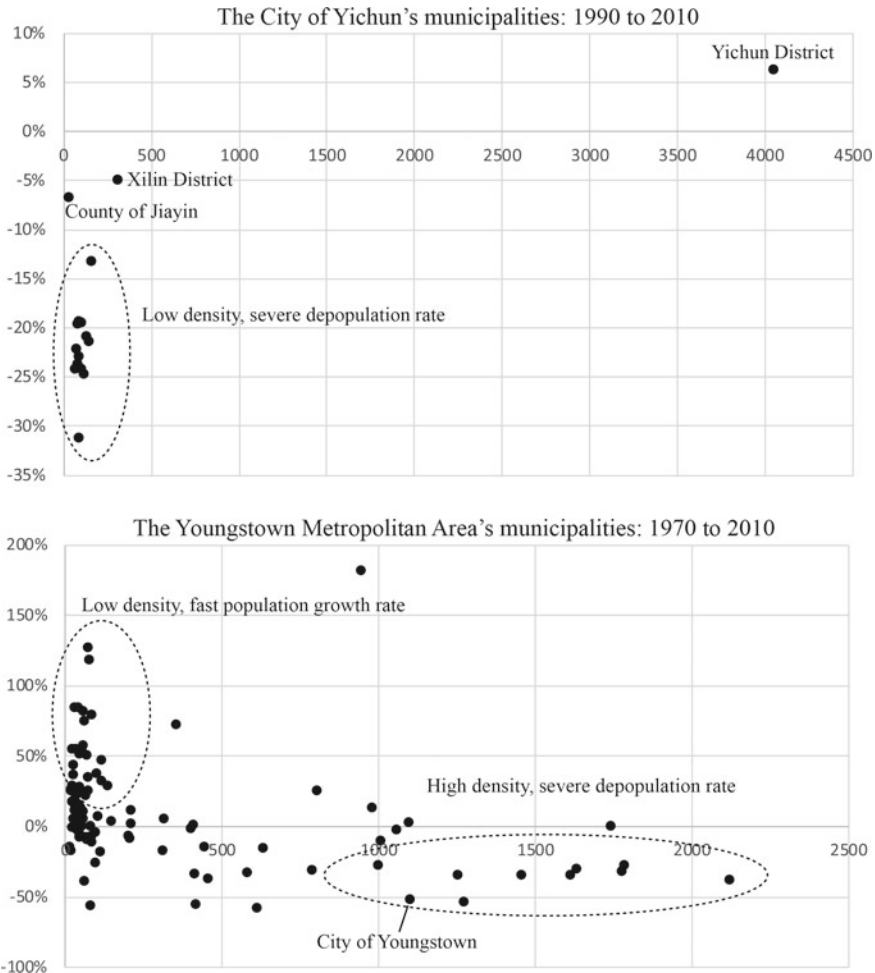 The City of Yichun's municipalities: 1990 to 2010
10%
Yichun District
5%
0%
0 500 1000 1500 2000 2500 3000 3500 4000 4500
-5%
Xilin District
County of Jiayin
-10%
-15%
Low density, severe depopulation rate
-20%
-25%
-30%
-35%
The Youngstown Metropolitan Area's municipalities: 1970 to 2010
200%
Low density, fast population growth rate
150%
100%
50%
High density, severe depopulation rate
0%
0 500 1000 1500 2000 2500
-50%
City of Youngstown
-100%